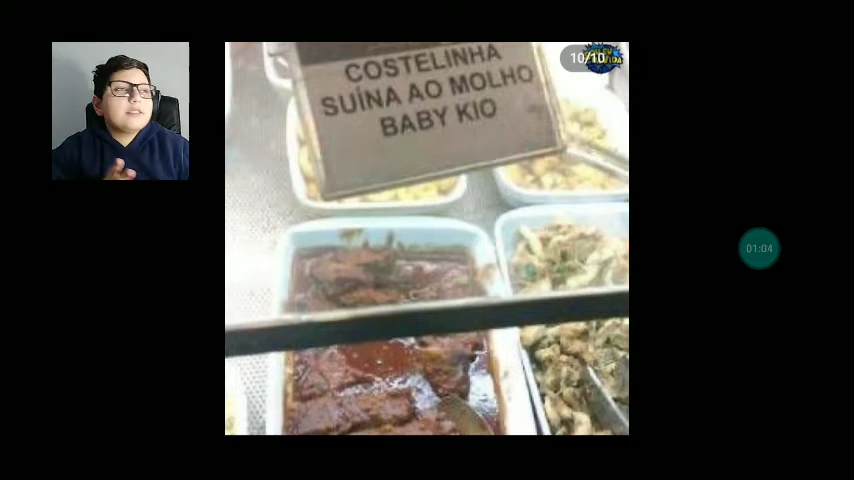 COSTELINHA
SUÍNA AO MOLHO
BABY KIO
10/10
01:04